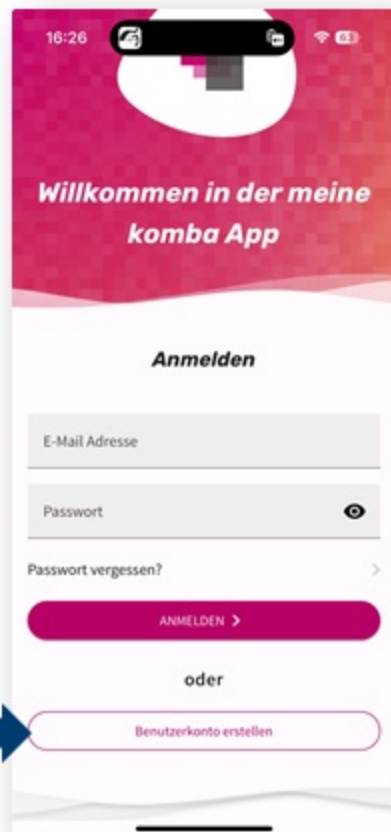 16:26
Willkommen in der meine
komba App
Anmelden
E-Mail Adresse
Passwort
Passwort vergessen?
ANMELDEN
oder
Benutzerkonto erstellen